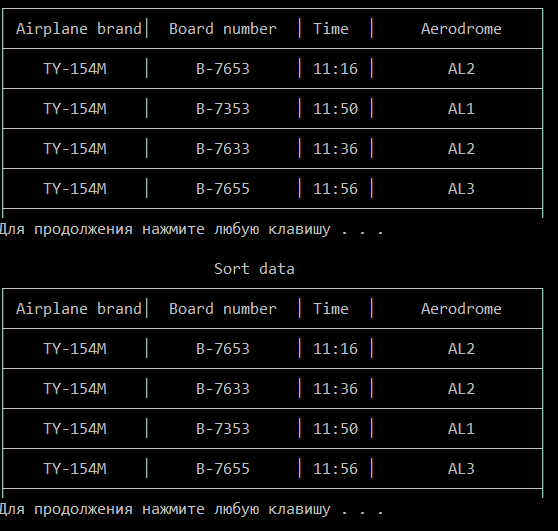 Airplane brand Board number Time Aerodrome
TY-154M B-7653 11:16 AL2
TY-154M B-7353 11:50 AL1
TY-154M B-7633 11:36 AL2
TY-154M B-7655 11:56 AL3
Для продолжения нажмите любую клавишу . . .
Sort data
Airplane brand Board number Time Aerodrome
TY-154M B-7653 11:16 AL2
TY-154M B-7633 11:36 AL2
TY-154M B-7353 11:50 AL1
TY-154M B-7655 11:56 AL3
Для продолжения нажмите любую клавишу . . .